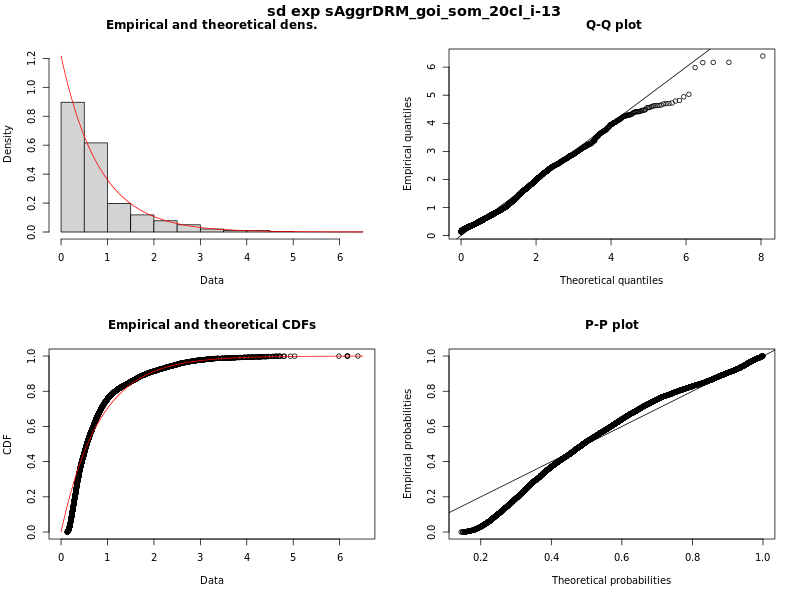 sd exp sAggrDRM_goi_som_20cl_i-13
Empirical and theoretical dens.
Density
0.0 0.2 0.4 0.6 0.8 1.0 1.2
0 1 2 3 4 5 6
Data
Q-Q plot
Empirical quantiles
0 1 2 3 4 5 6
0 2 4 6 8
Theoretical quantiles
Empirical and theoretical CDFs
CDF
0.0 0.2 0.4 0.6 0.8 1.0
0 1 2 3 4 5 6
Data
P-P plot
Empirical probabilities
0.0 0.2 0.4 0.6 0.8 1.0
0.2 0.4 0.6 0.8 1.0
Theoretical probabilities